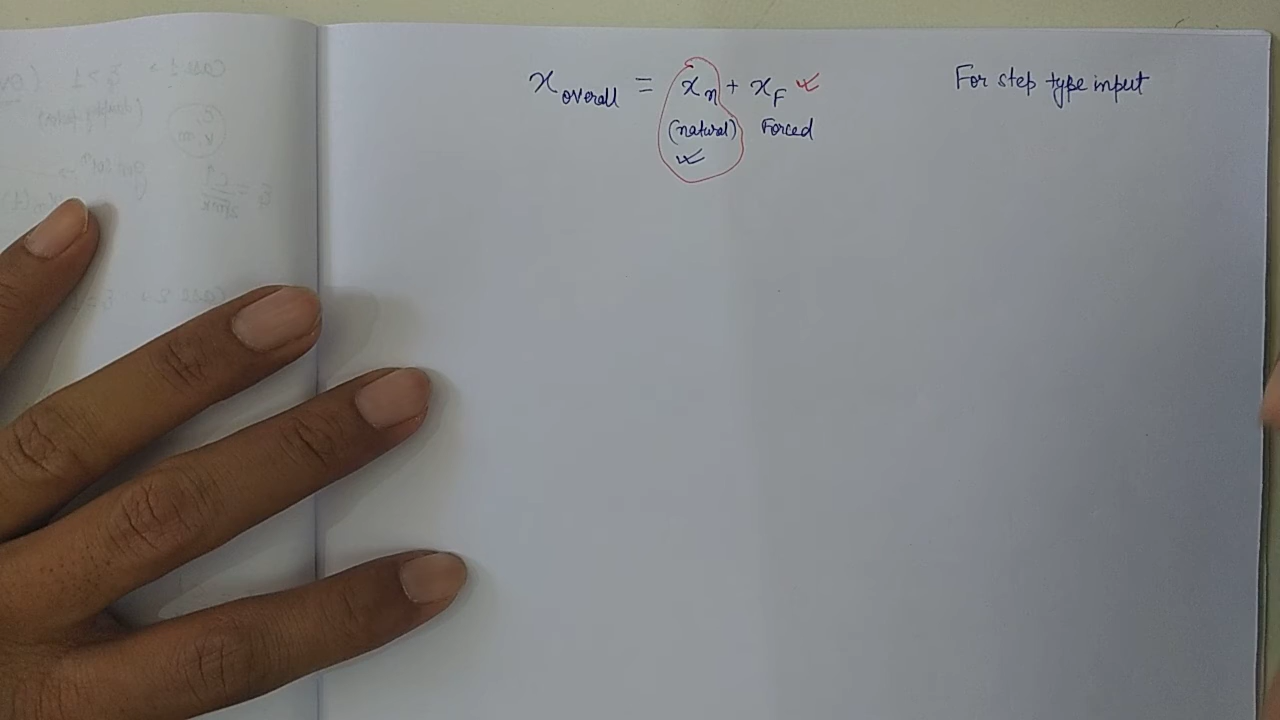 x overall = x n + x F
(natural) Forced
For step type input